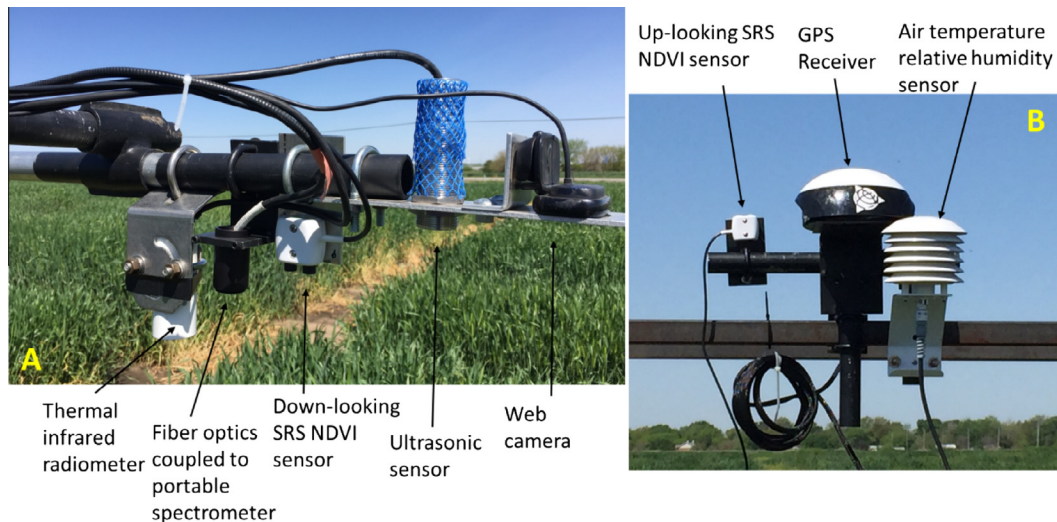 Up-looking SRS
NDVI sensor
GPS
Receiver
Air temperature
relative humidity
sensor
B
A
Thermal
infrared
radiometer
Fiber optics
coupled to
portable
spectrometer
Down-looking
SRS NDVI
sensor
Ultrasonic
sensor
Web
camera